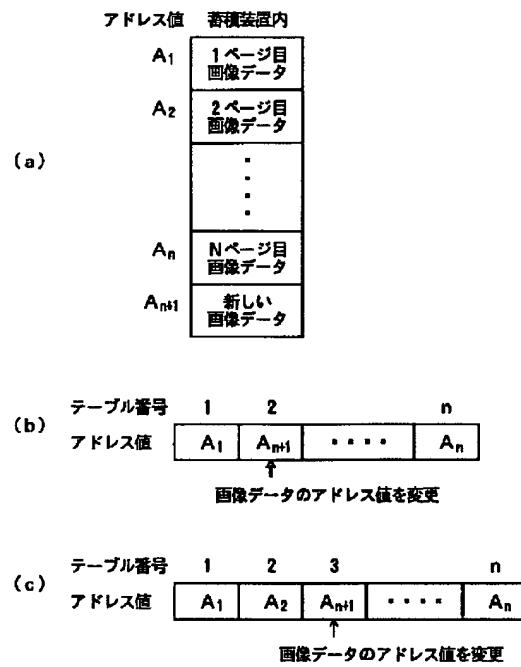 アドレス値 蓄積装置内
A1 1ページ目
画像データ
A2 2ページ目
画像データ
(a)
An Nページ目
画像データ
An+1 新しい
画像データ
(b)
テーブル番号 1 2 n
アドレス値 A1 An+1 ・・・・ An
画像データのアドレス値を変更
(c)
テーブル番号 1 2 3 n
アドレス値 A1 A2 An+1 ・・・・ An
画像データのアドレス値を変更